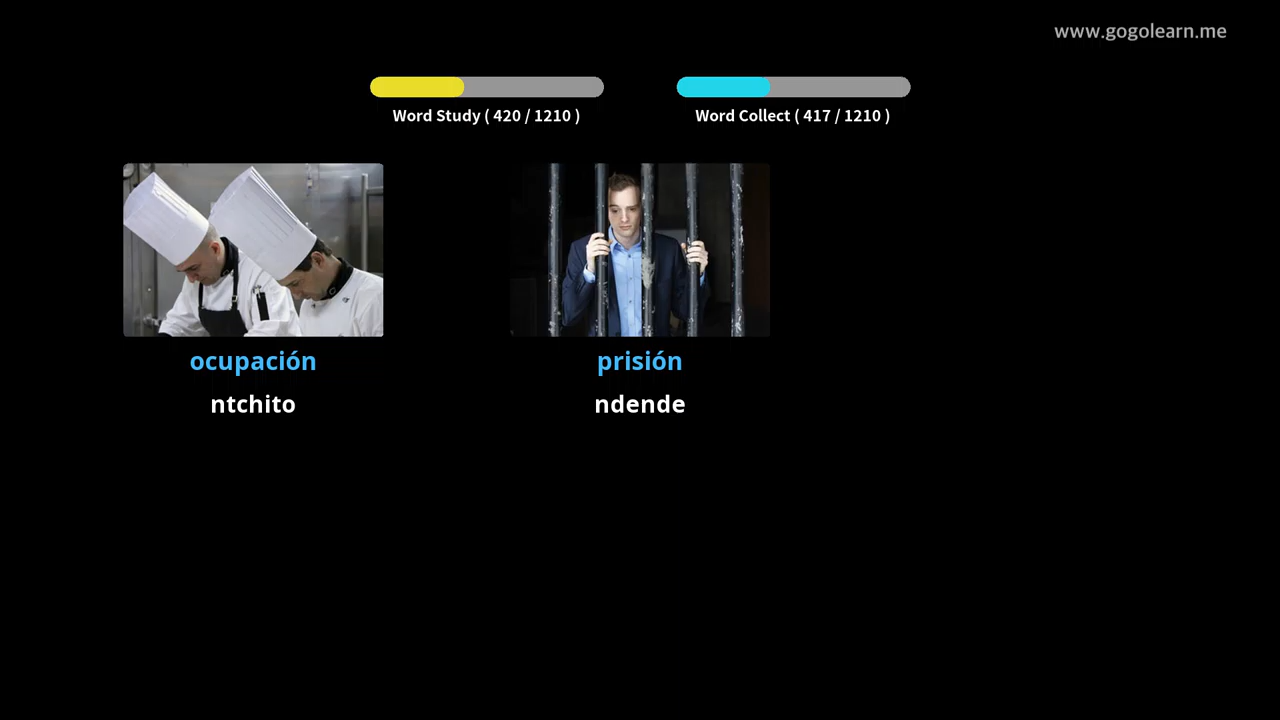 www.gogolearn.me
Word Study ( 420 / 1210 )
Word Collect ( 417 / 1210 )
ocupación
ntchito
prisión
ndende